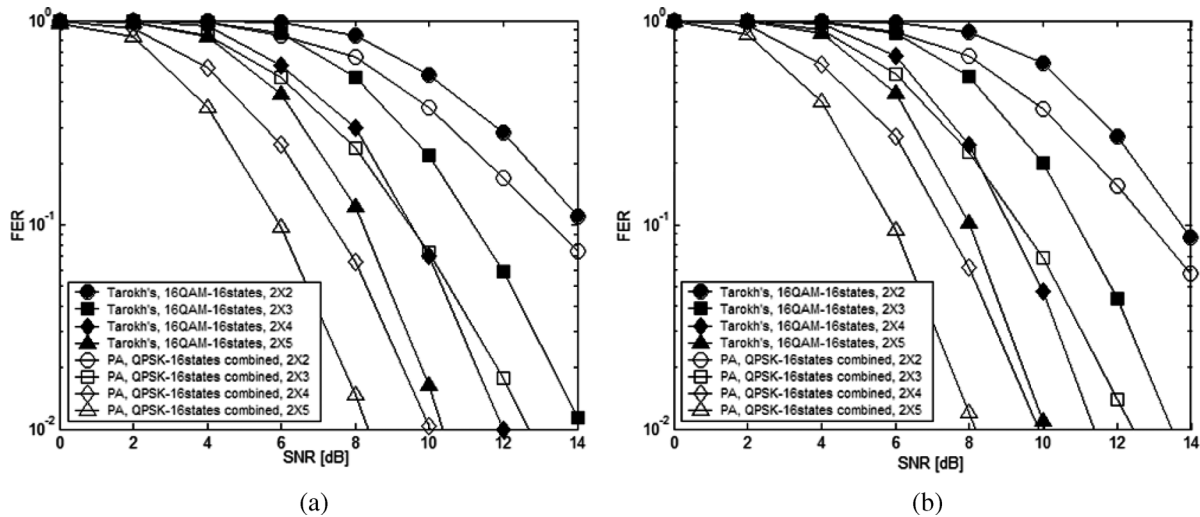 10^0
10^-1
10^-2
FER
Tarokh's, 16QAM-16states, 2X2
Tarokh's, 16QAM-16states, 2X3
Tarokh's, 16QAM-16states, 2X4
Tarokh's, 16QAM-16states, 2X5
PA, QPSK-16states combined, 2X2
PA, QPSK-16states combined, 2X3
PA, QPSK-16states combined, 2X4
PA, QPSK-16states combined, 2X5
0 2 4 6 8 10 12 14
SNR [dB]
(a)
10^0
10^-1
10^-2
FER
Tarokh's, 16QAM-16states, 2X2
Tarokh's, 16QAM-16states, 2X3
Tarokh's, 16QAM-16states, 2X4
Tarokh's, 16QAM-16states, 2X5
PA, QPSK-16states combined, 2X2
PA, QPSK-16states combined, 2X3
PA, QPSK-16states combined, 2X4
PA, QPSK-16states combined, 2X5
0 2 4 6 8 10 12 14
SNR [dB]
(b)